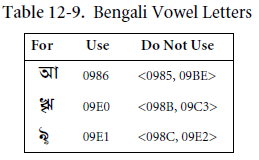 Table 12-9. Bengali Vowel Letters
For Use Do Not Use
আ 0986 <0985, 09BE>
ৠ 09E0 <098B, 09C3>
ৡ 09E1 <098C, 09E2>